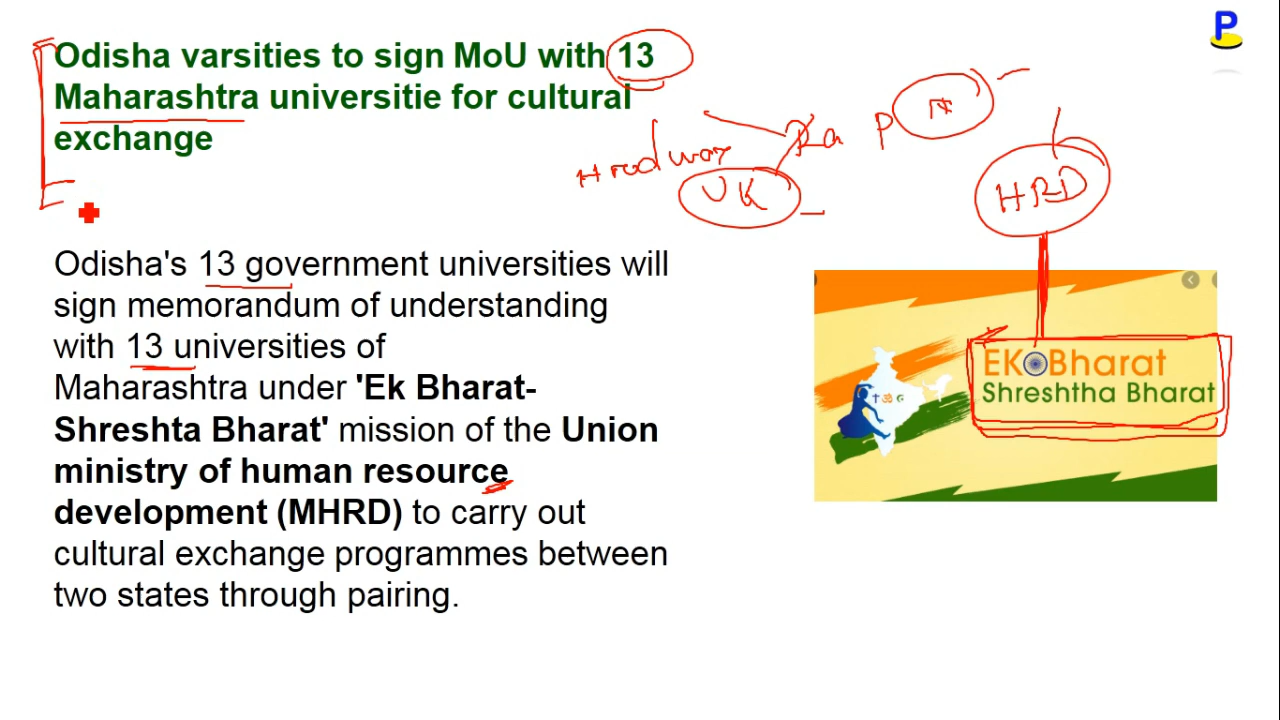 P
Odisha varsities to sign MoU with 13
Maharashtra universitie for cultural
exchange
Hrodwar
Ra
P
UK
HRD
Odisha's 13 government universities will
sign memorandum of understanding
with 13 universities of
Maharashtra under 'Ek Bharat-
Shreshta Bharat' mission of the Union
ministry of human resource
development (MHRD) to carry out
cultural exchange programmes between
two states through pairing.
EK Bharat
Shreshtha Bharat